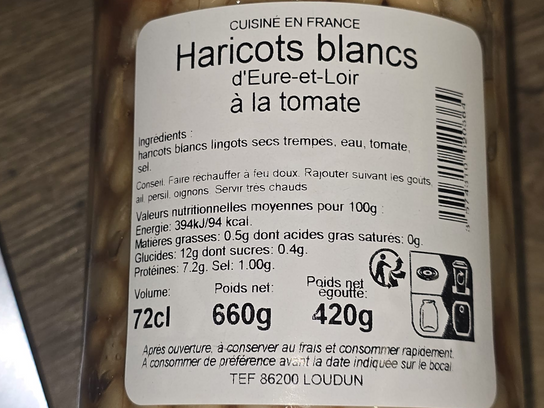 CUISINÉ EN FRANCE
Haricots blancs
d'Eure-et-Loir
à la tomate
Ingrédients :
haricots blancs lingots secs trempes, eau, tomate,
sel.
Conseil. Faire rechauffer à feu doux. Rajouter suivant les goûts
ail, persil, oignons. Servir très chauds
Valeurs nutritionnelles moyennes pour 100g :
Energie: 394kJ/94 kcal.
Matières grasses: 0.5g dont acides gras saturés: 0g.
Glucides: 12g dont sucres: 0.4g.
Protéines: 7.2g. Sel: 1.00g.
Volume:
72cl
Poids net:
660g
Poids net
égoutté:
420g
Après ouverture, à conserver au frais et consommer rapidement.
A consommer de préférence avant la date indiquée sur le bocal
TEF 86200 LOUDUN